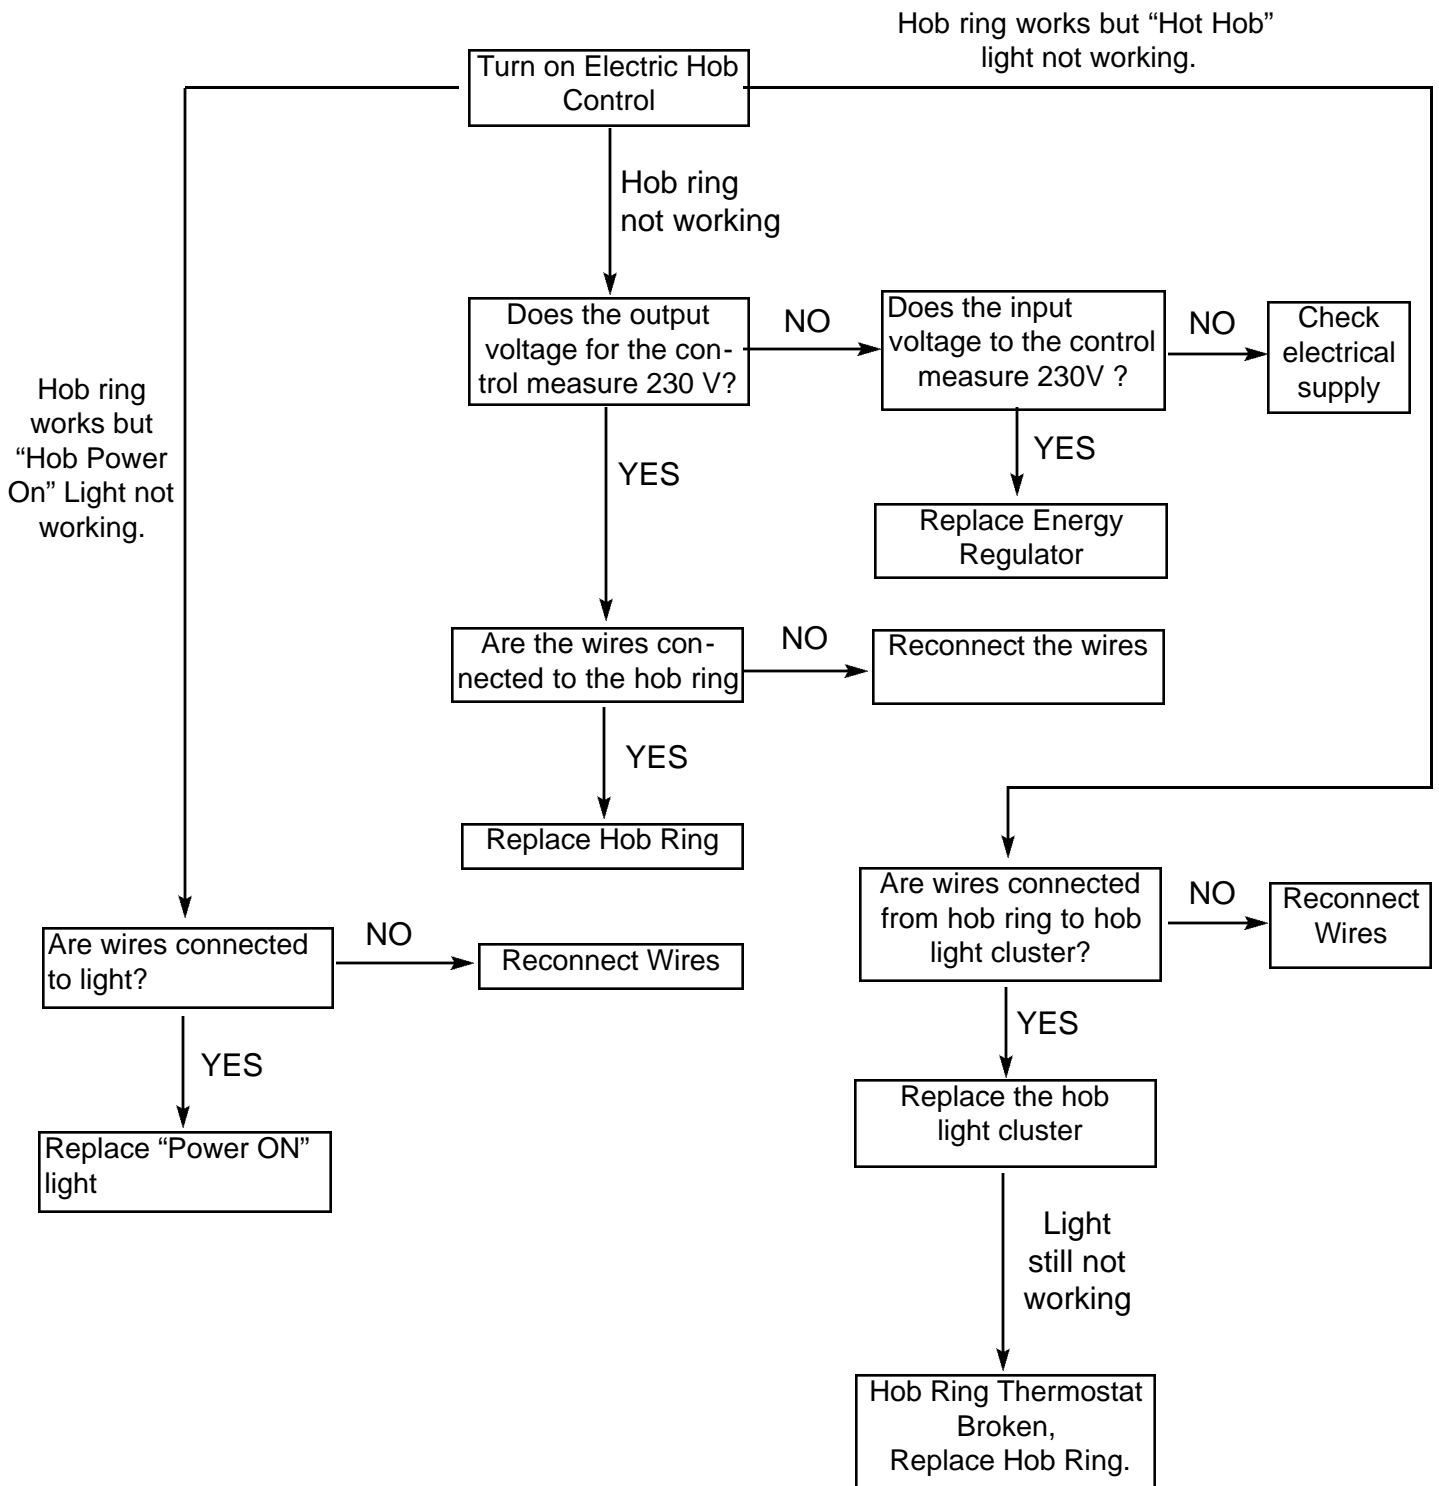 Hob ring works but “Hot Hob”
light not working.
Turn on Electric Hob
Control
Hob ring
not working
Does the output
voltage for the con-
trol measure 230 V?
NO
Does the input
voltage to the control
measure 230V ?
NO
Check
electrical
supply
Hob ring
works but
“Hob Power
On” Light not
working.
YES
YES
Replace Energy
Regulator
Are the wires con-
nected to the hob ring
NO
Reconnect the wires
YES
Replace Hob Ring
Are wires connected
from hob ring to hob
light cluster?
NO
Reconnect
Wires
Are wires connected
to light?
NO
Reconnect Wires
YES
YES
Replace the hob
light cluster
Replace “Power ON”
light
Light
still not
working
Hob Ring Thermostat
Broken,
Replace Hob Ring.